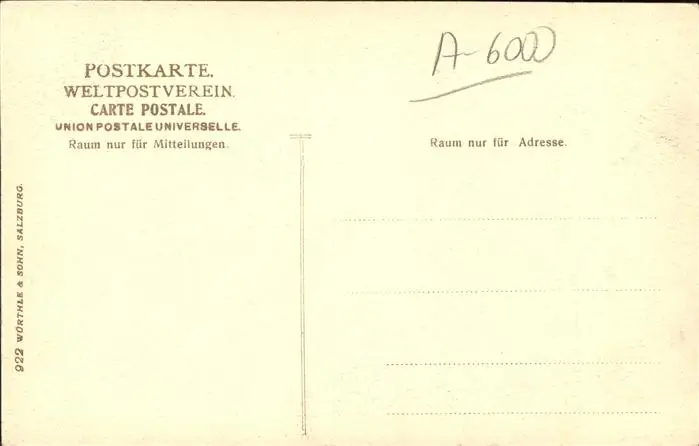 POSTKARTE.
WELTPOSTVEREIN.
CARTE POSTALE.
UNION POSTALE UNIVERSELLE.
Raum nur für Mitteilungen.
A-6000
Raum nur für Adresse.
922 WÜRTHLE & SOHN, SALZBURG.